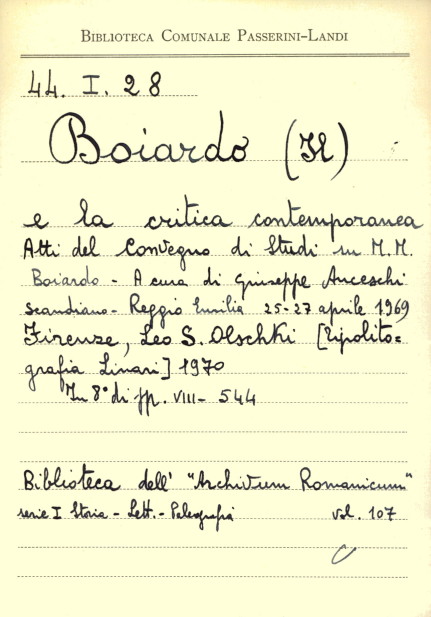 BIBLIOTECA COMUNALE PASSERINI-LANDI
44. I. 28
Boiardo (Il)
e la critica contemporanea
Atti del Convegno di Studi su M. M.
Boiardo - A cura di Giuseppe Anceschi
Scandiano - Reggio Emilia 25-27 aprile 1969
Firenze, Leo S. Olschki [Tipolito=
grafia Linari] 1970
In 8° di pp. VIII - 544
Biblioteca dell' "Archivum Romanicum"
serie I Storia - Lett. - Paleografia vol. 107
C